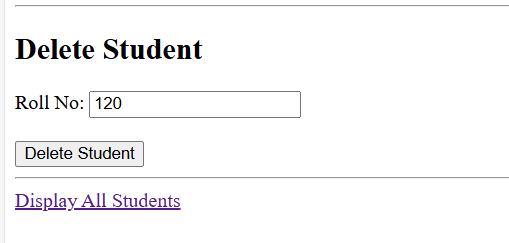 Delete Student
Roll No: 120
Delete Student
Display All Students